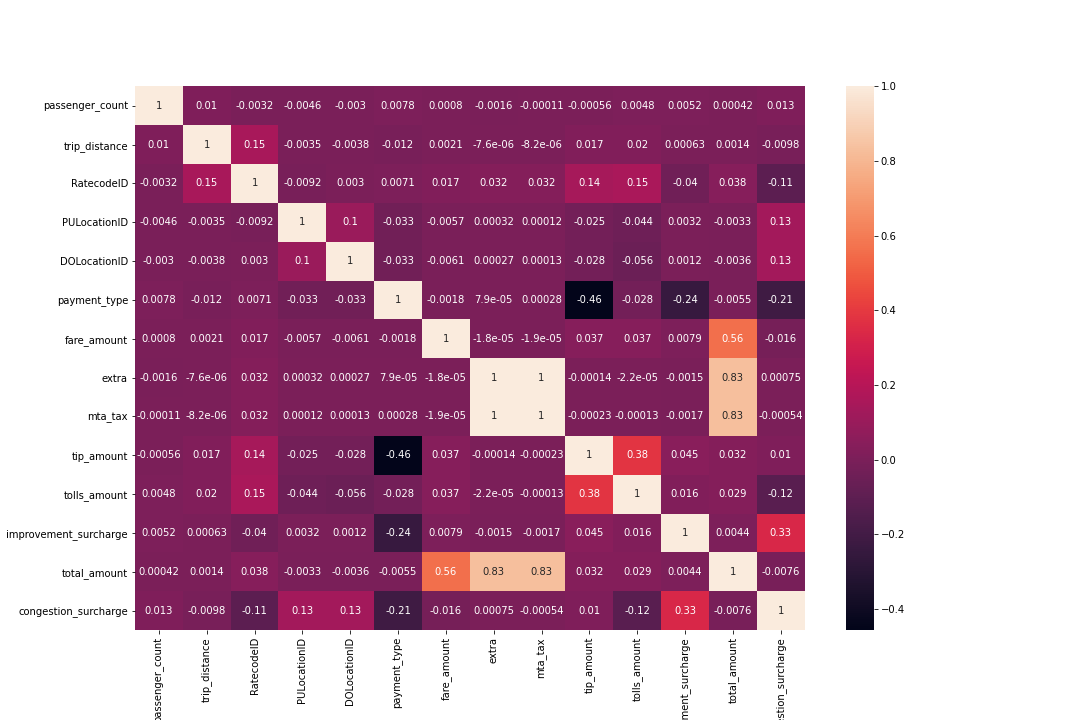 passenger_count 1 0.01 -0.0032 -0.0046 -0.003 0.0078 0.0008 -0.0016 -0.00011 -0.00056 0.0048 0.0052 0.00042 0.013
trip_distance 0.01 1 0.15 -0.0035 -0.0038 -0.012 0.0021 -7.6e-06 -8.2e-06 0.017 0.02 0.00063 0.0014 -0.0098
RatecodeID -0.0032 0.15 1 -0.0092 0.003 0.0071 0.017 0.032 0.032 0.14 0.15 -0.04 0.038 -0.11
PULocationID -0.0046 -0.0035 -0.0092 1 0.1 -0.033 -0.0057 0.00032 0.00012 -0.025 -0.044 0.0032 -0.0033 0.13
DOLocationID -0.003 -0.0038 0.003 0.1 1 -0.033 -0.0061 0.00027 0.00013 -0.028 -0.056 0.0012 -0.0036 0.13
payment_type 0.0078 -0.012 0.0071 -0.033 -0.033 1 -0.0018 7.9e-05 0.00028 -0.46 -0.028 -0.24 -0.0055 -0.21
fare_amount 0.0008 0.0021 0.017 -0.0057 -0.0061 -0.0018 1 -1.8e-05 -1.9e-05 0.037 0.037 0.0079 0.56 -0.016
extra -0.0016 -7.6e-06 0.032 0.00032 0.00027 7.9e-05 -1.8e-05 1 1 -0.00014 -2.2e-05 -0.0015 0.83 0.00075
mta_tax -0.00011 -8.2e-06 0.032 0.00012 0.00013 0.00028 -1.9e-05 1 1 -0.00023 -0.00013 -0.0017 0.83 -0.00054
tip_amount -0.00056 0.017 0.14 -0.025 -0.028 -0.46 0.037 -0.00014 -0.00023 1 0.38 0.045 0.032 0.01
tolls_amount 0.0048 0.02 0.15 -0.044 -0.056 -0.028 0.037 -2.2e-05 -0.00013 0.38 1 0.016 0.029 -0.12
improvement_surcharge 0.0052 0.00063 -0.04 0.0032 0.0012 -0.24 0.0079 -0.0015 -0.0017 0.045 0.016 1 0.0044 0.33
total_amount 0.00042 0.0014 0.038 -0.0033 -0.0036 -0.0055 0.56 0.83 0.83 0.032 0.029 0.0044 1 -0.0076
congestion_surcharge 0.013 -0.0098 -0.11 0.13 0.13 -0.21 -0.016 0.00075 -0.00054 0.01 -0.12 0.33 -0.0076 1
passenger_count
trip_distance
RatecodeID
PULocationID
DOLocationID
payment_type
fare_amount
extra
mta_tax
tip_amount
tolls_amount
ment_surcharge
total_amount
estion_surcharge
1.0
0.8
0.6
0.4
0.2
0.0
−0.2
−0.4